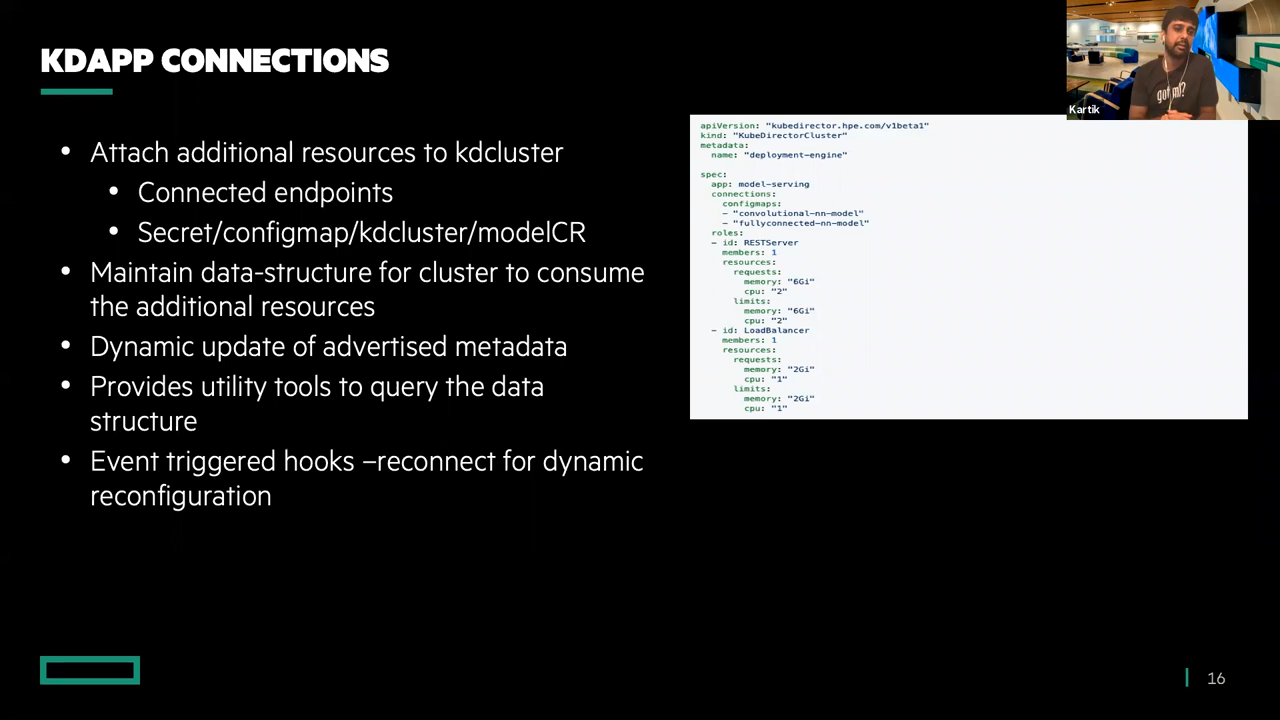 KDAPP CONNECTIONS
• Attach additional resources to kdcluster
• Connected endpoints
• Secret/configmap/kdcluster/modelCR
• Maintain data-structure for cluster to consume
the additional resources
• Dynamic update of advertised metadata
• Provides utility tools to query the data
structure
• Event triggered hooks –reconnect for dynamic
reconfiguration
apiVersion: "kubedirector.hpe.com/v1beta1"
kind: "KubeDirectorCluster"
metadata:
  name: "deployment-engine"
spec:
  app: model-serving
  connections:
    configmaps:
    - "convolutional-nn-model"
    - "fullyconnected-nn-model"
  roles:
  - id: RESTServer
    members: 1
    resources:
      requests:
        memory: "6Gi"
        cpu: "2"
      limits:
        memory: "6Gi"
        cpu: "2"
  - id: LoadBalancer
    members: 1
    resources:
      requests:
        memory: "2Gi"
        cpu: "1"
      limits:
        memory: "2Gi"
        cpu: "1"
Kartik
16